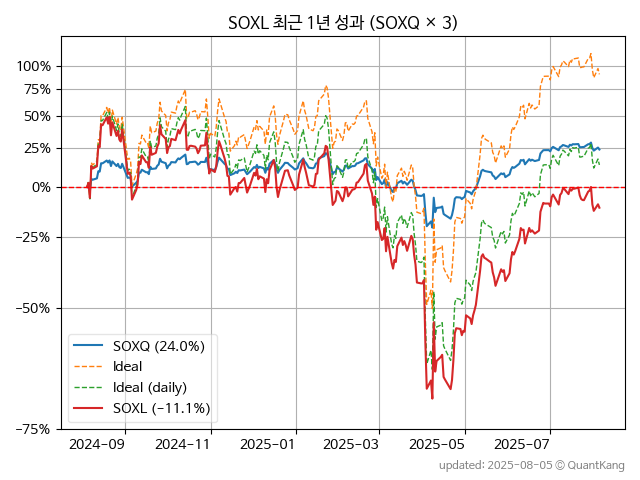 SOXL 최근 1년 성과 (SOXQ × 3)
100%
75%
50%
25%
0%
−25%
−50%
−75%
SOXQ (24.0%)
Ideal
Ideal (daily)
SOXL (−11.1%)
2024-09
2024-11
2025-01
2025-03
2025-05
2025-07
updated: 2025-08-05 © QuantKang